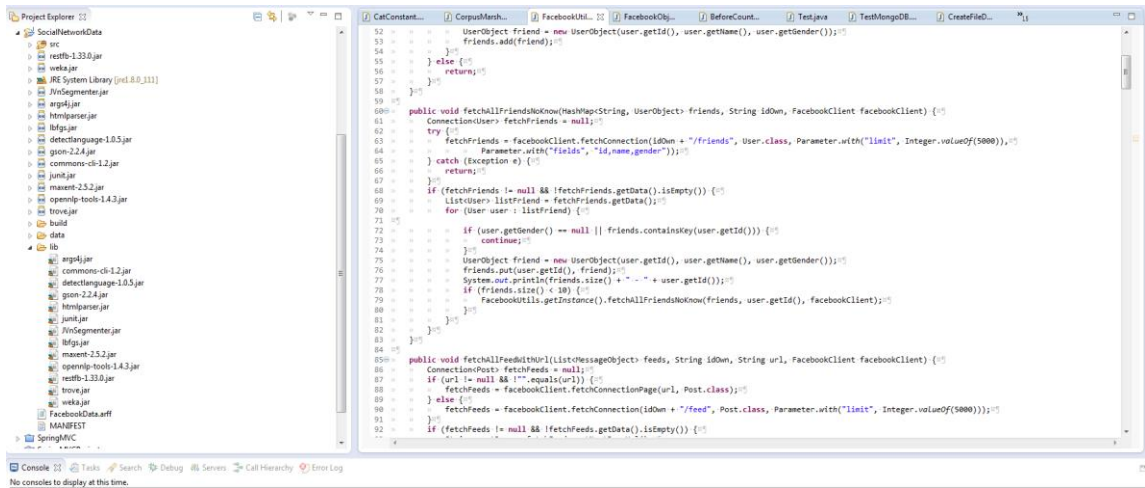 Project Explorer
SocialNetworkData
src
restfb-1.33.0.jar
weka.jar
JRE System Library [jre1.8.0_111]
JVnSegmenter.jar
args4j.jar
htmlparser.jar
lbfgs.jar
detectlanguage-1.0.5.jar
gson-2.2.4.jar
commons-cli-1.2.jar
junit.jar
maxent-2.5.2.jar
opennlp-tools-1.4.3.jar
trove.jar
build
data
lib
args4j.jar
commons-cli-1.2.jar
detectlanguage-1.0.5.jar
gson-2.2.4.jar
htmlparser.jar
junit.jar
JVnSegmenter.jar
lbfgs.jar
maxent-2.5.2.jar
opennlp-tools-1.4.3.jar
restfb-1.33.0.jar
trove.jar
weka.jar
FacebookData.arff
MANIFEST
SpringMVC
CatConstant.... CorpusMarsh... FacebookUtil... FacebookObj... BeforeCount... Test.java TestMongoDB.... CreateFileD... »11
52 UserObject friend = new UserObject(user.getId(), user.getName(), user.getGender());
53 friends.add(friend);
54 }
55 } else {
56 return;
57 }
58 }
59
60 public void fetchAllFriendsNoKnow(HashMap<String, UserObject> friends, String idOwn, FacebookClient facebookClient) {
61 Connection<User> fetchFriends = null;
62 try {
63 fetchFriends = facebookClient.fetchConnection(idOwn + "/friends", User.class, Parameter.with("limit", Integer.valueOf(5000)),
64 Parameter.with("fields", "id,name,gender"));
65 } catch (Exception e) {
66 return;
67 }
68 if (fetchFriends != null && !fetchFriends.getData().isEmpty()) {
69 List<User> listFriend = fetchFriends.getData();
70 for (User user : listFriend) {
71
72 if (user.getGender() == null || friends.containsKey(user.getId())) {
73 continue;
74 }
75 UserObject friend = new UserObject(user.getId(), user.getName(), user.getGender());
76 friends.put(user.getId(), friend);
77 System.out.println(friends.size() + " - " + user.getId());
78 if (friends.size() < 10) {
79 FacebookUtils.getInstance().fetchAllFriendsNoKnow(friends, user.getId(), facebookClient);
80 }
81 }
82 }
83 }
84
85 public void fetchAllFeedWithUrl(List<MessageObject> feeds, String idOwn, String url, FacebookClient facebookClient) {
86 Connection<Post> fetchFeeds = null;
87 if (url != null && !"".equals(url)) {
88 fetchFeeds = facebookClient.fetchConnectionPage(url, Post.class);
89 } else {
90 fetchFeeds = facebookClient.fetchConnection(idOwn + "/feed", Post.class, Parameter.with("limit", Integer.valueOf(5000)));
91 }
92 if (fetchFeeds != null && !fetchFeeds.getData().isEmpty()) {
Console Tasks Search Debug Servers Call Hierarchy Error Log
No consoles to display at this time.